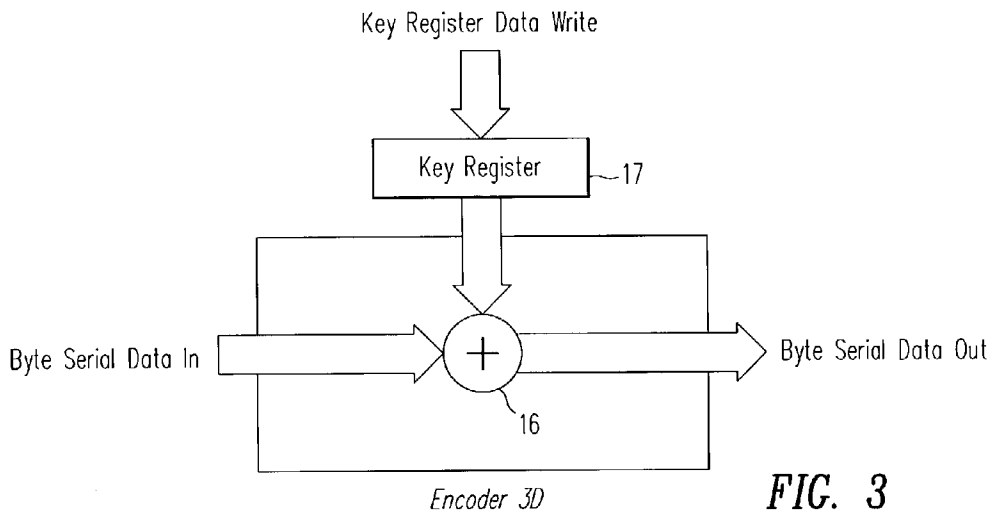 Key Register Data Write
Key Register
17
Byte Serial Data In
+
Byte Serial Data Out
16
Encoder 3D
FIG. 3